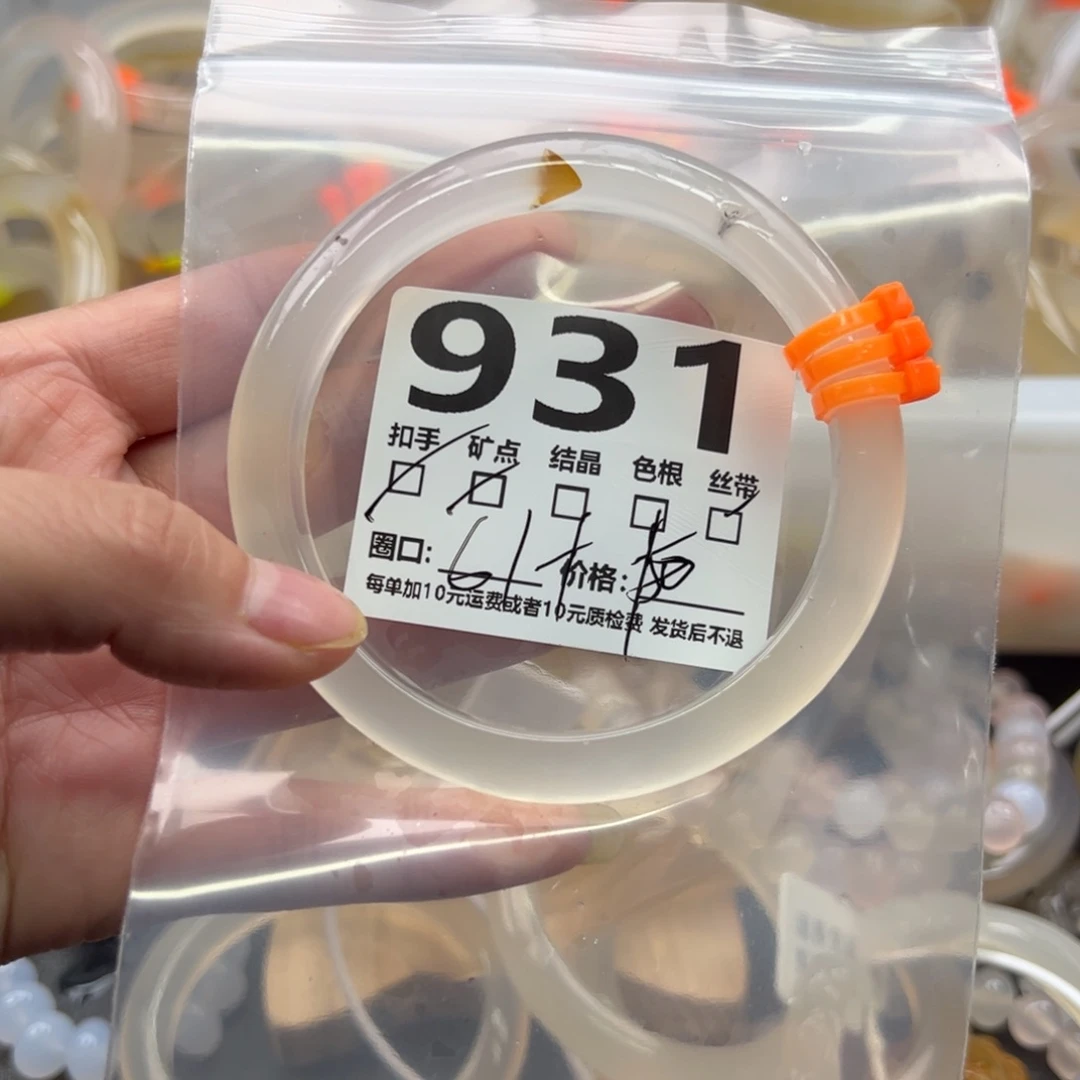 931
扣手 矿点 结晶 色根 丝带
圈口: 61 价格:
每单加10元运费或者10元质检费 发货后不退